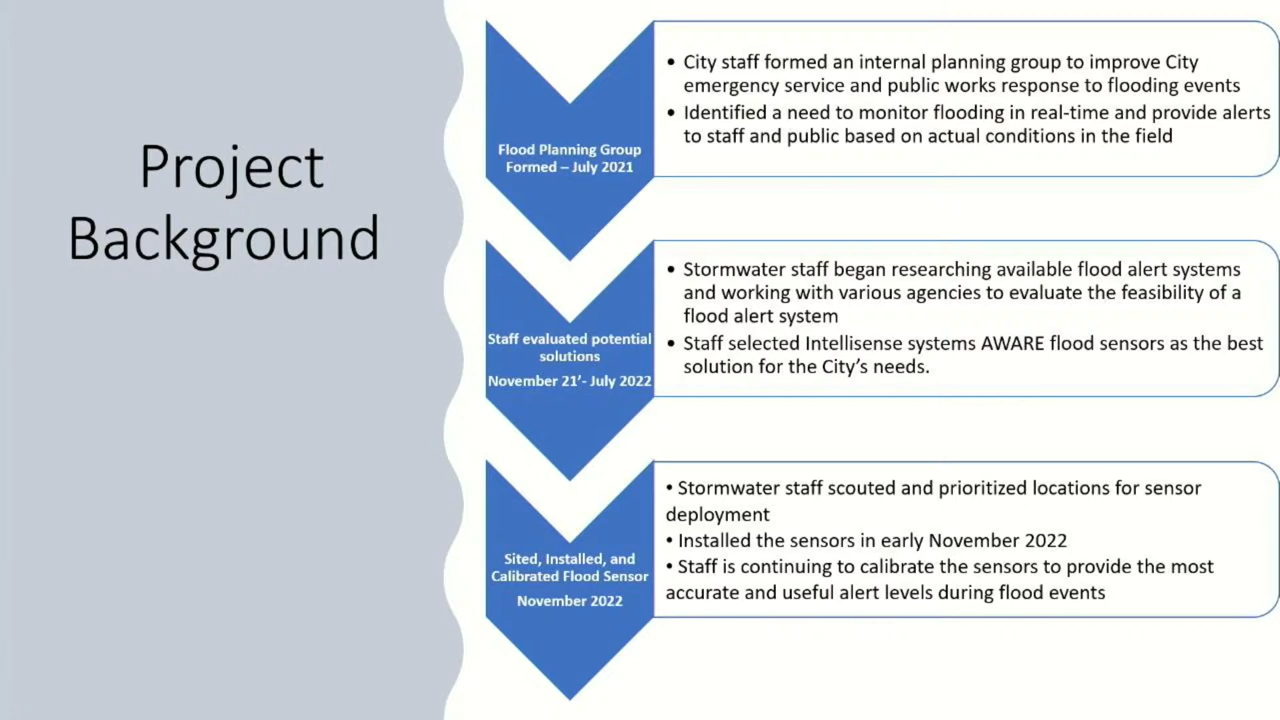 Project
Background
Flood Planning Group
Formed – July 2021
• City staff formed an internal planning group to improve City
emergency service and public works response to flooding events
• Identified a need to monitor flooding in real-time and provide alerts
to staff and public based on actual conditions in the field
Staff evaluated potential
solutions
November 21’- July 2022
• Stormwater staff began researching available flood alert systems
and working with various agencies to evaluate the feasibility of a
flood alert system
• Staff selected Intellisense systems AWARE flood sensors as the best
solution for the City’s needs.
Sited, Installed, and
Calibrated Flood Sensor
November 2022
• Stormwater staff scouted and prioritized locations for sensor
deployment
• Installed the sensors in early November 2022
• Staff is continuing to calibrate the sensors to provide the most
accurate and useful alert levels during flood events